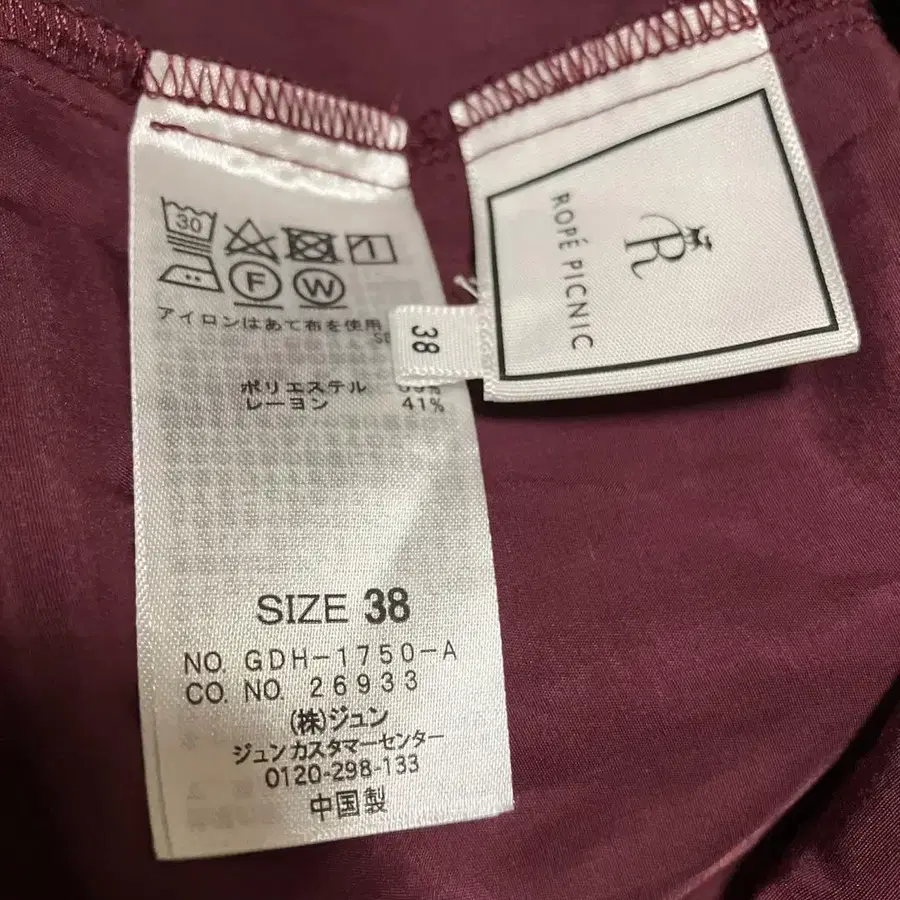 30
F W
アイロンはあて布を使用
ポリエステル
レーヨン 41%
SIZE 38
NO. GDH-1750-A
CO. NO. 26933
(株)ジュン
ジュンカスタマーセンター
0120-298-133
中国製
38
R
ROPÉ PICNIC